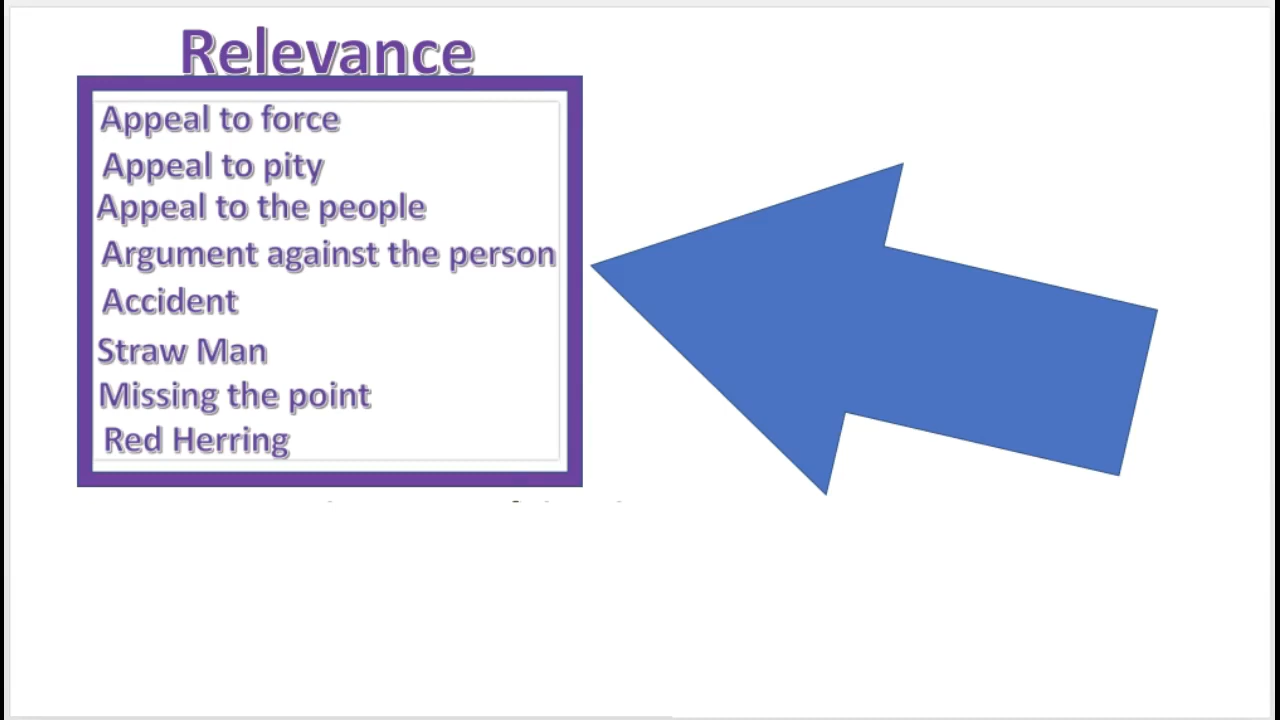 Relevance
Appeal to force
Appeal to pity
Appeal to the people
Argument against the person
Accident
Straw Man
Missing the point
Red Herring